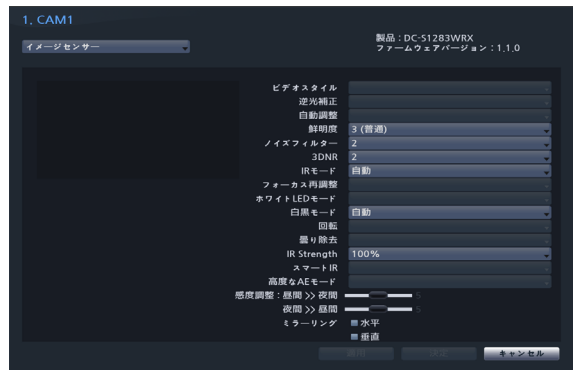 1. CAM1
イメージセンサー
製品：DC-S1283WRX
ファームウェアバージョン：1.1.0
ビデオスタイル
逆光補正
自動調整
鮮明度 3 (普通)
ノイズフィルター 2
3DNR 2
IRモード 自動
フォーカス再調整
ホワイトLEDモード
白黒モード 自動
回転
曇り除去
IR Strength 100%
スマートIR
高度なAEモード
感度調整：昼間 >> 夜間 5
夜間 >> 昼間 5
ミラーリング 水平
垂直
適用 決定 キャンセル